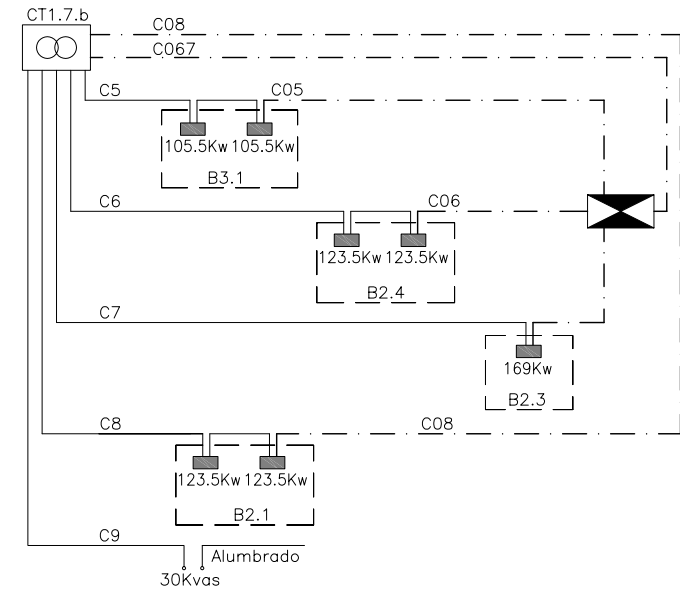 CT1.7.b
C08
C067
C5
C05
105.5Kw 105.5Kw
B3.1
C6
C06
123.5Kw 123.5Kw
B2.4
C7
169Kw
B2.3
C8
C08
123.5Kw 123.5Kw
B2.1
C9
Alumbrado
30Kvas